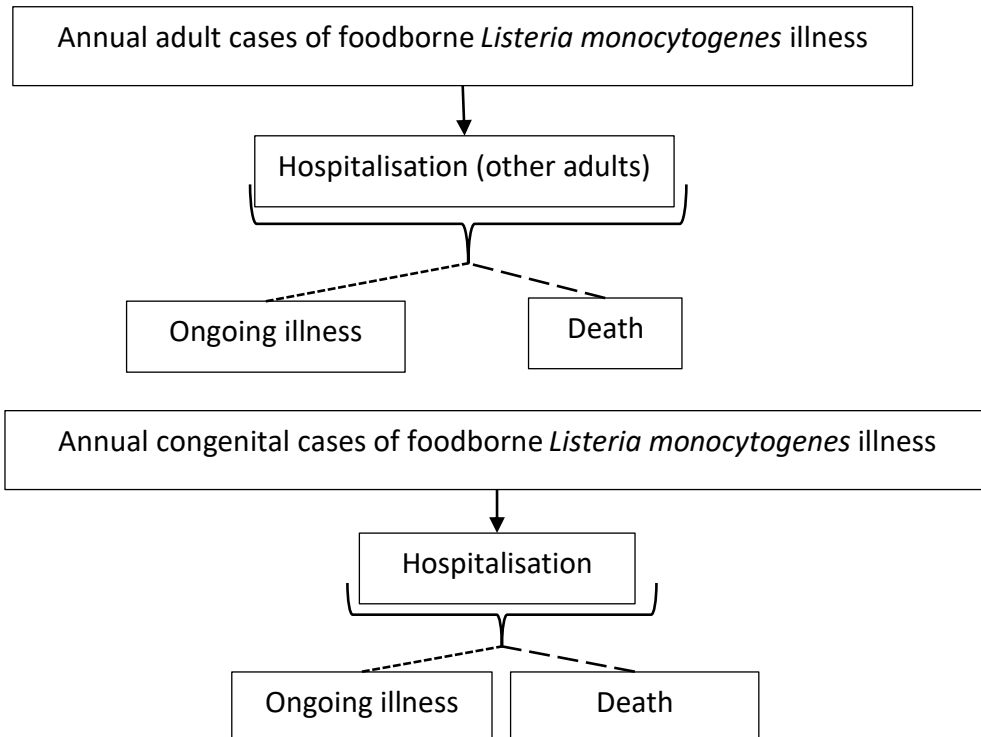 Annual adult cases of foodborne Listeria monocytogenes illness
Hospitalisation (other adults)
Ongoing illness
Death
Annual congenital cases of foodborne Listeria monocytogenes illness
Hospitalisation
Ongoing illness
Death